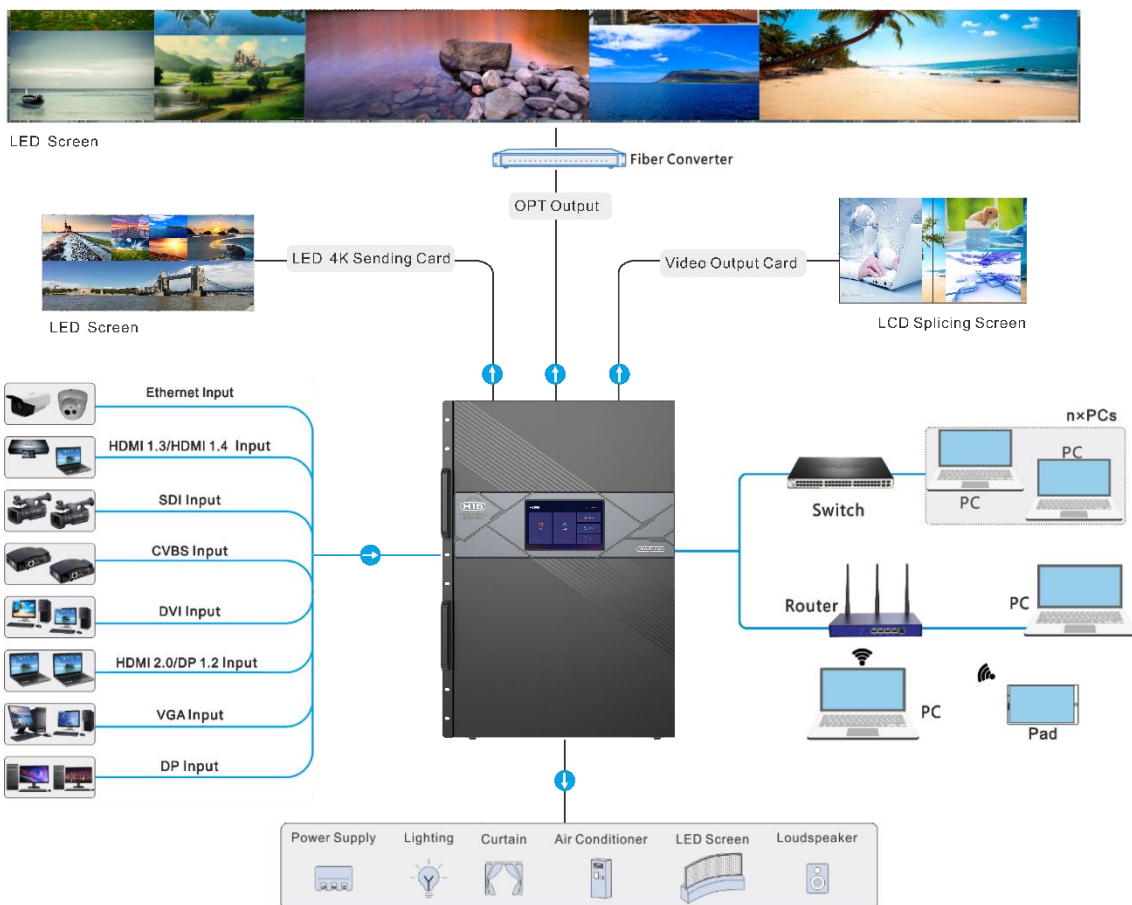 LED Screen
Fiber Converter
OPT Output
LED 4K Sending Card
Video Output Card
LED Screen
LCD Splicing Screen
Ethernet Input
HDMI 1.3/HDMI 1.4 Input
SDI Input
CVBS Input
DVI Input
HDMI 2.0/DP 1.2 Input
VGA Input
DP Input
H15
n×PCs
PC
PC
Switch
Router
PC
PC
Pad
Power Supply
Lighting
Curtain
Air Conditioner
LED Screen
Loudspeaker